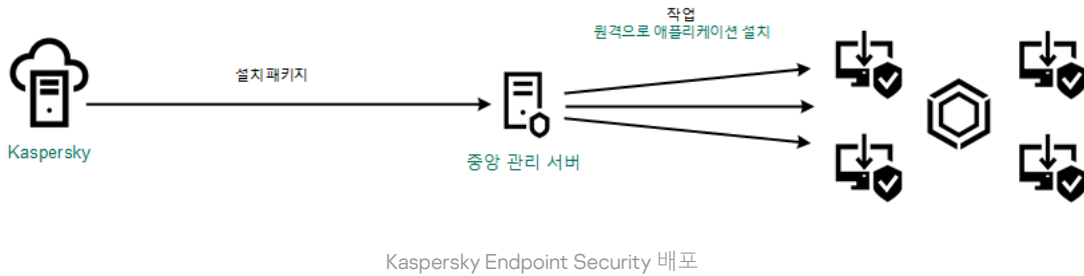 작업
원격으로 애플리케이션 설치
설치 패키지
Kaspersky
중앙 관리 서버
Kaspersky Endpoint Security 배포